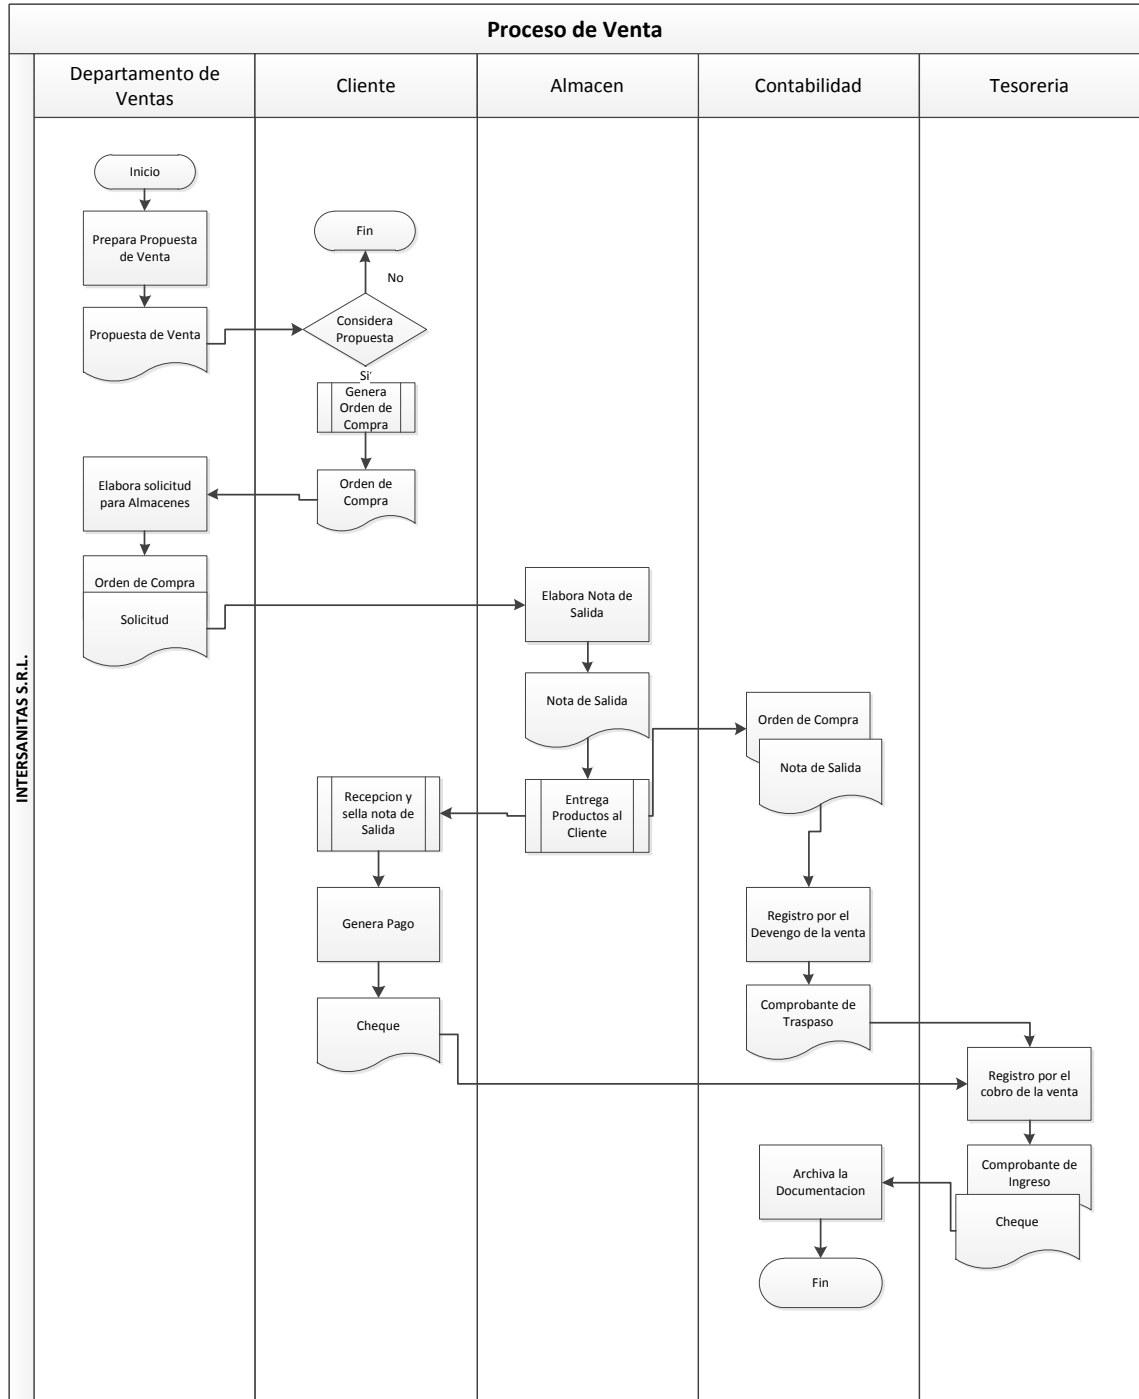 Proceso de Venta
INTERSANITAS S.R.L.
Departamento de
Ventas
Cliente
Almacen
Contabilidad
Tesoreria
Inicio
Prepara Propuesta
de Venta
Propuesta de Venta
Fin
No
Considera
Propuesta
Si
Genera
Orden de
Compra
Orden de
Compra
Elabora solicitud
para Almacenes
Orden de Compra
Solicitud
Elabora Nota de
Salida
Nota de Salida
Entrega
Productos al
Cliente
Orden de Compra
Nota de Salida
Recepcion y
sella nota de
Salida
Genera Pago
Cheque
Registro por el
Devengo de la venta
Comprobante de
Traspaso
Registro por el
cobro de la venta
Comprobante de
Ingreso
Cheque
Archiva la
Documentacion
Fin